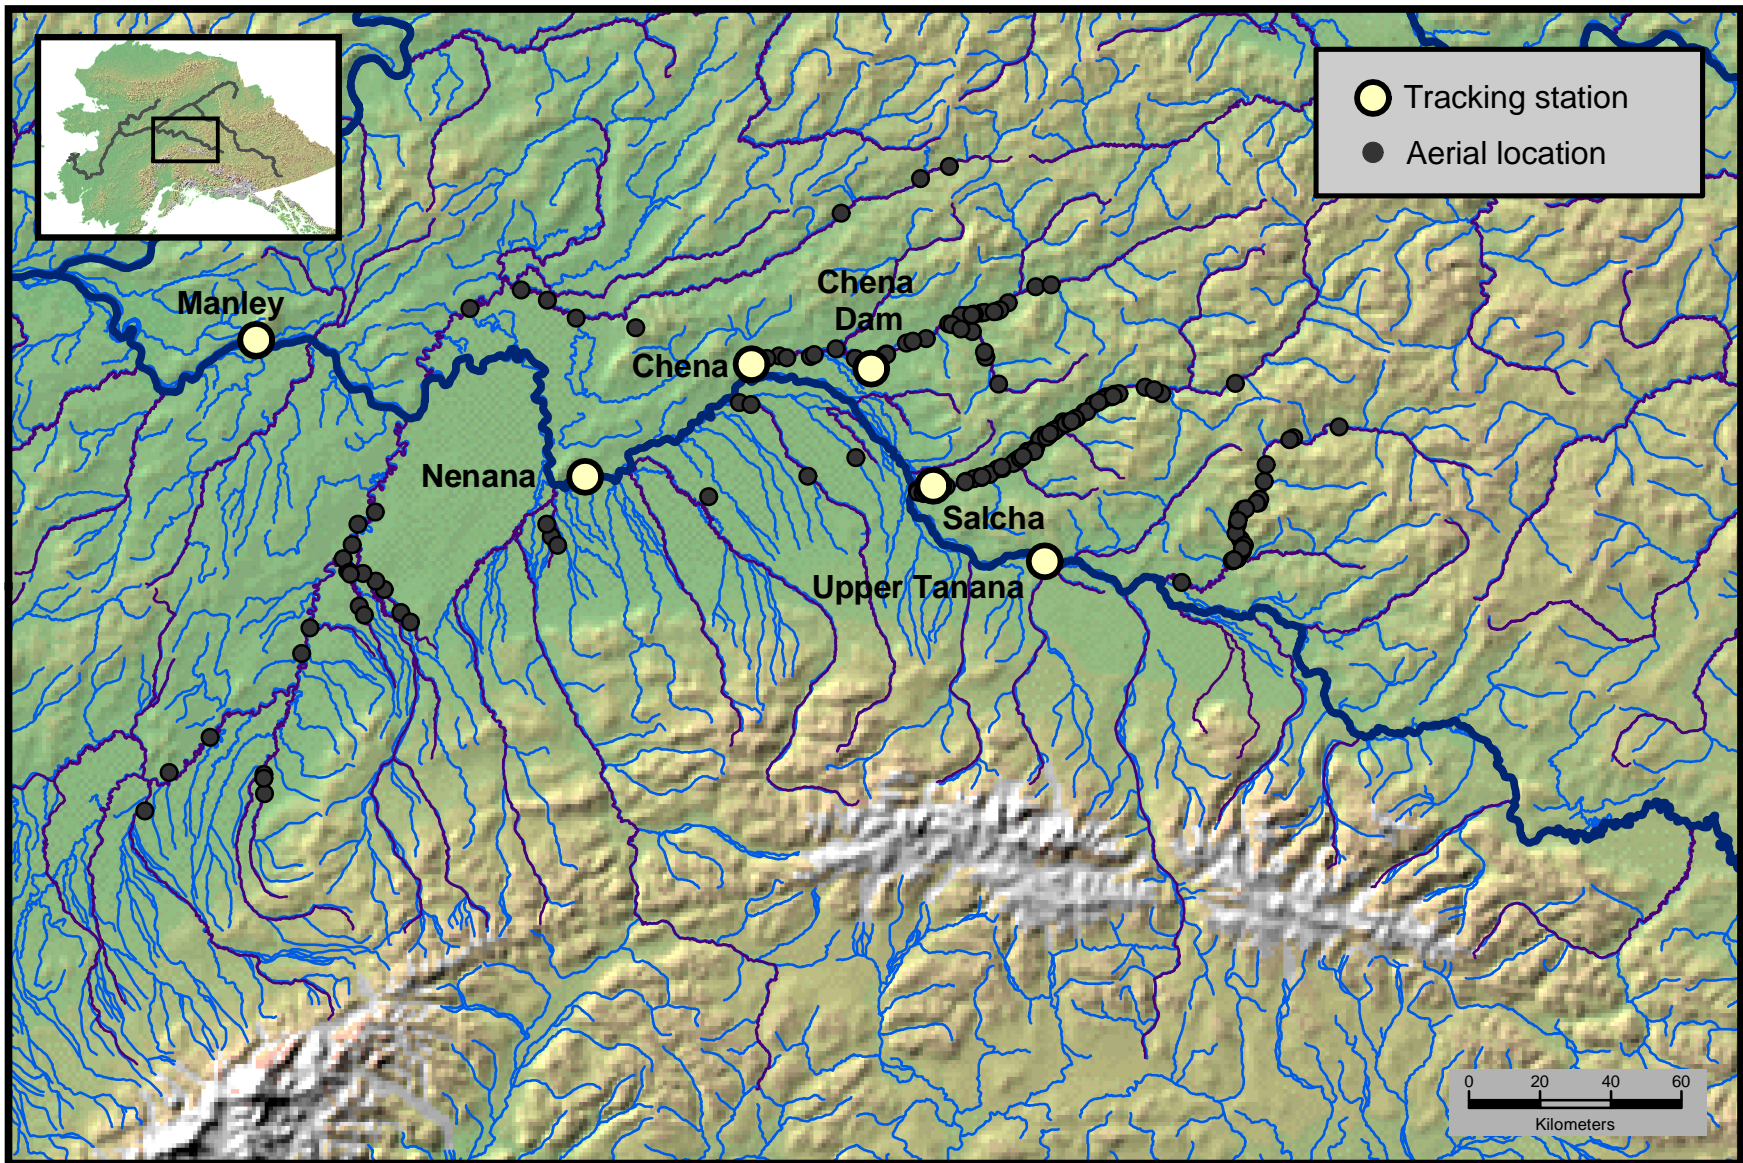 Tracking station
Aerial location
Manley
Chena
Dam
Chena
Nenana
Salcha
Upper Tanana
0 20 40 60
Kilometers